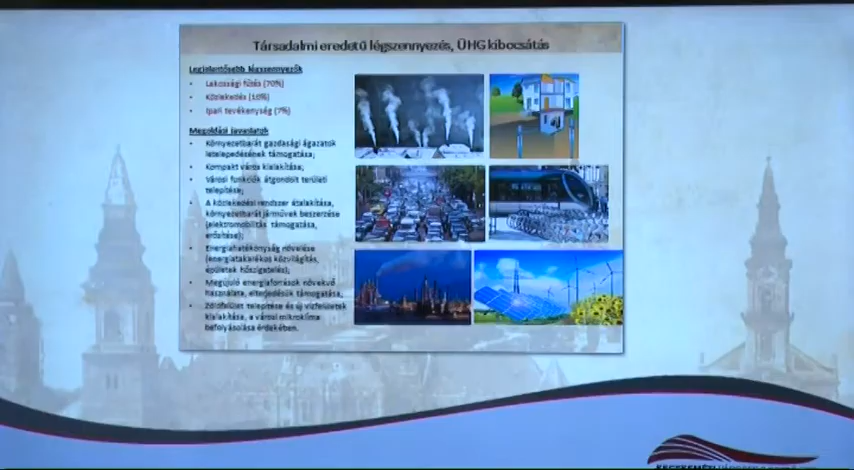 Társadalmi eredetű légszennyezés, ÜHG kibocsátás
Legjelentősebb légszennyezők
• Lakossági fűtés (70%)
• Közlekedés (10%)
• Ipari tevékenység (7%)
Megoldási javaslatok
• Környezetbarát gazdasági ágazatok
letelepedésének támogatása;
• Kompakt város kialakítása;
• Városi funkciók átgondolt területi
telepítése;
• A közlekedési rendszer átalakítása,
környezetbarát járművek beszerzése
(elektromobilitás támogatása,
erősítése);
• Energiahatékonyság növelése
(energiatakarékos közvilágítás,
épületek hőszigetelés);
• Megújuló energiaforrások növekvő
használata, elterjedésük támogatása;
• Zöldfelület telepítése és új vízfelületek
kialakítása, a városi mikroklíma
befolyásolása érdekében.